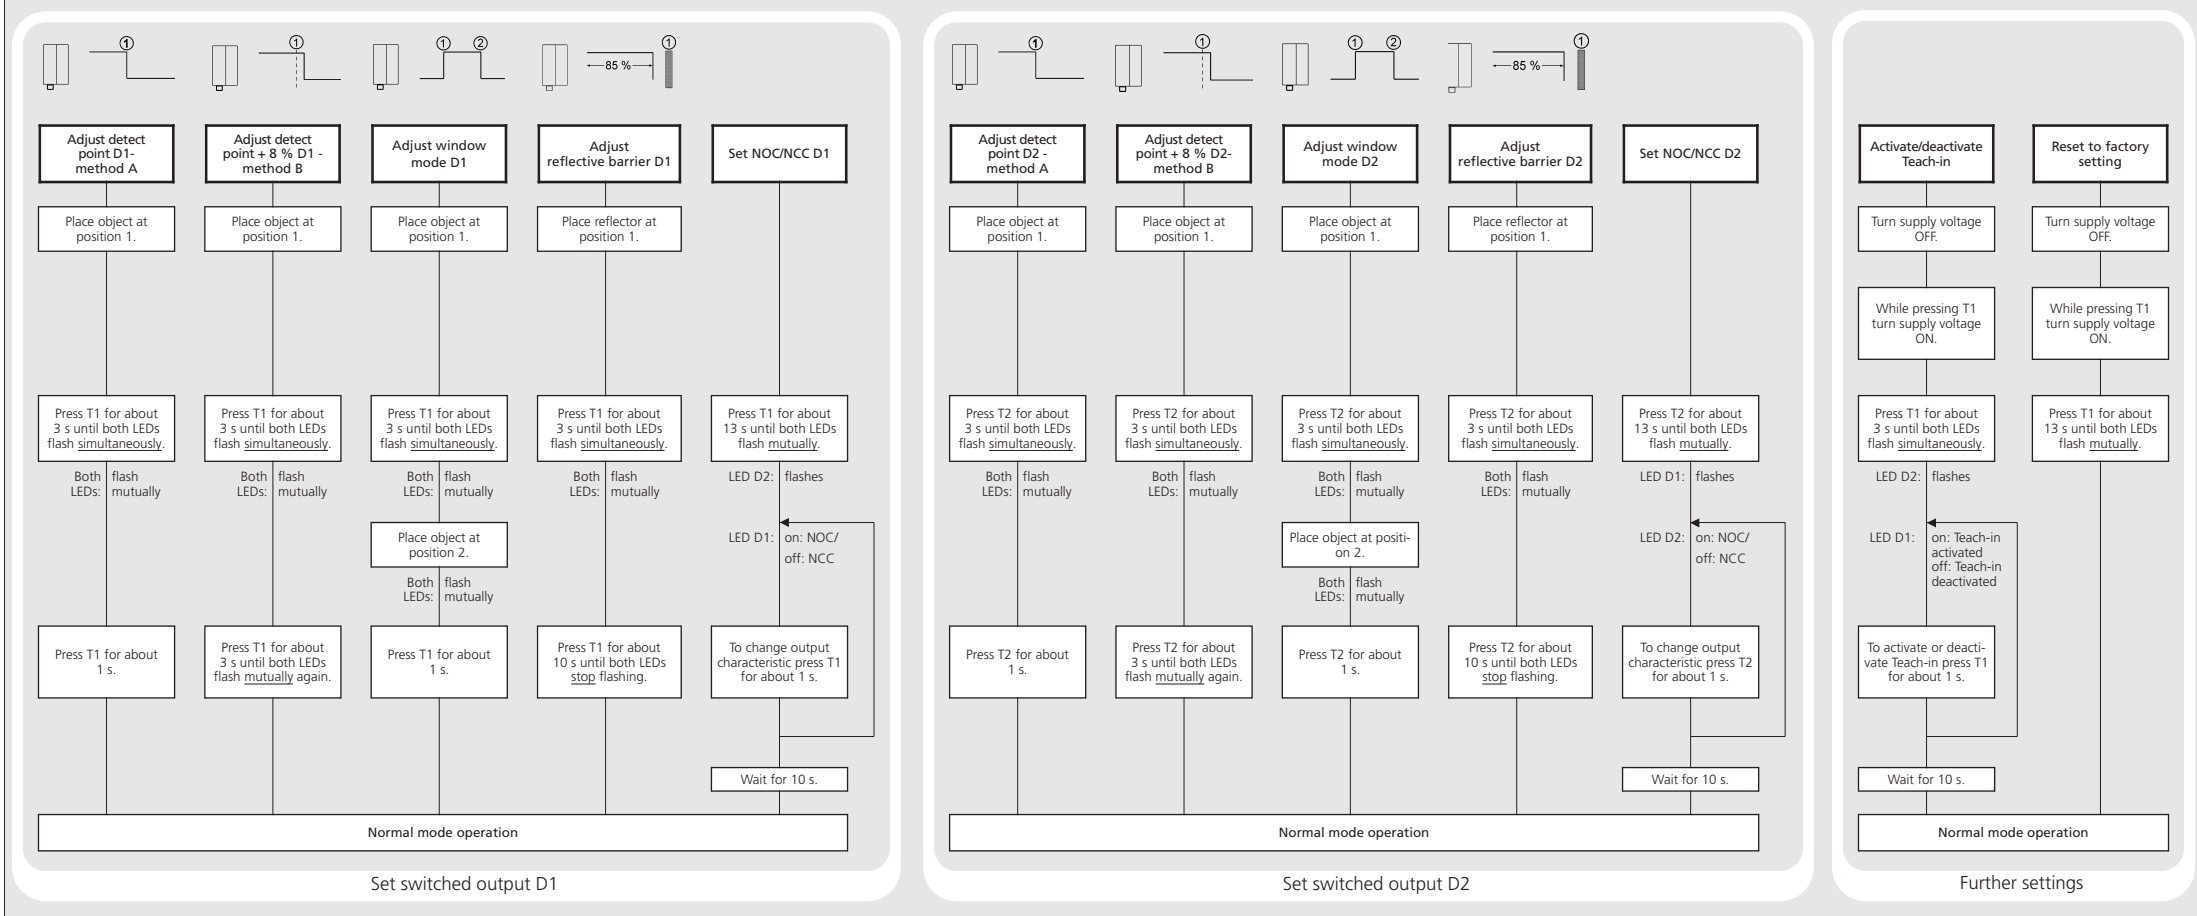 ①
①
① ②
①
85 %
Adjust detect
point D1-
method A
Place object at
position 1.
Press T1 for about
3 s until both LEDs
flash simultaneously.
Both flash
LEDs: mutually
Press T1 for about
1 s.
Adjust detect
point + 8 % D1 -
method B
Place object at
position 1.
Press T1 for about
3 s until both LEDs
flash simultaneously.
Both flash
LEDs: mutually
Press T1 for about
3 s until both LEDs
flash mutually again.
Adjust window
mode D1
Place object at
position 1.
Press T1 for about
3 s until both LEDs
flash simultaneously.
Both flash
LEDs: mutually
Place object at
position 2.
Both flash
LEDs: mutually
Press T1 for about
1 s.
Adjust
reflective barrier D1
Place reflector at
position 1.
Press T1 for about
3 s until both LEDs
flash simultaneously.
Both flash
LEDs: mutually
Press T1 for about
10 s until both LEDs
stop flashing.
Set NOC/NCC D1
Press T1 for about
13 s until both LEDs
flash mutually.
LED D2: flashes
LED D1: on: NOC/
off: NCC
To change output
characteristic press T1
for about 1 s.
Wait for 10 s.
Normal mode operation
Set switched output D1
①
①
① ②
①
85 %
Adjust detect
point D2 -
method A
Place object at
position 1.
Press T2 for about
3 s until both LEDs
flash simultaneously.
Both flash
LEDs: mutually
Press T2 for about
1 s.
Adjust detect
point + 8 % D2-
method B
Place object at
position 1.
Press T2 for about
3 s until both LEDs
flash simultaneously.
Both flash
LEDs: mutually
Press T2 for about
3 s until both LEDs
flash mutually again.
Adjust window
mode D2
Place object at
position 1.
Press T2 for about
3 s until both LEDs
flash simultaneously.
Both flash
LEDs: mutually
Place object at positi-
on 2.
Both flash
LEDs: mutually
Press T2 for about
1 s.
Adjust
reflective barrier D2
Place reflector at
position 1.
Press T2 for about
3 s until both LEDs
flash simultaneously.
Both flash
LEDs: mutually
Press T2 for about
10 s until both LEDs
stop flashing.
Set NOC/NCC D2
Press T2 for about
13 s until both LEDs
flash mutually.
LED D1: flashes
LED D2: on: NOC/
off: NCC
To change output
characteristic press T2
for about 1 s.
Wait for 10 s.
Normal mode operation
Set switched output D2
Activate/deactivate
Teach-in
Turn supply voltage
OFF.
While pressing T1
turn supply voltage
ON.
Press T1 for about
3 s until both LEDs
flash simultaneously.
LED D2: flashes
LED D1: on: Teach-in
activated
off: Teach-in
deactivated
To activate or deacti-
vate Teach-in press T1
for about 1 s.
Wait for 10 s.
Reset to factory
setting
Turn supply voltage
OFF.
While pressing T1
turn supply voltage
ON.
Press T1 for about
13 s until both LEDs
flash mutually.
Normal mode operation
Further settings